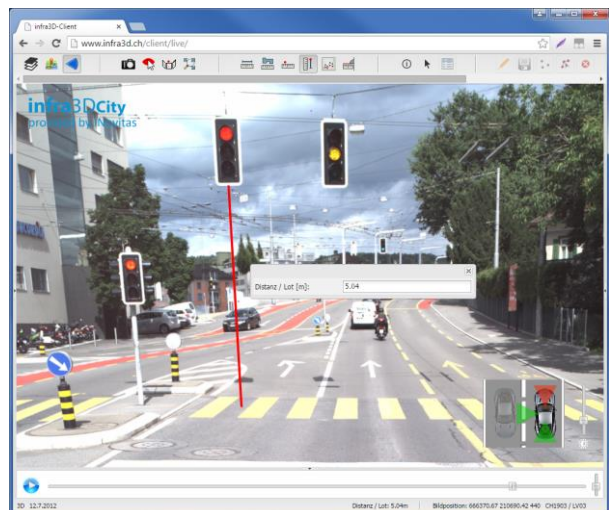 infra3D-Client
www.infra3d.ch/client/live/
infra3DCity
Distanz / Lot [m]: 5.04
3D 12.7.2012 Distanz / Lot: 5.04m Bildposition: 666370.67 210690.42 440 CH1903 / LV03